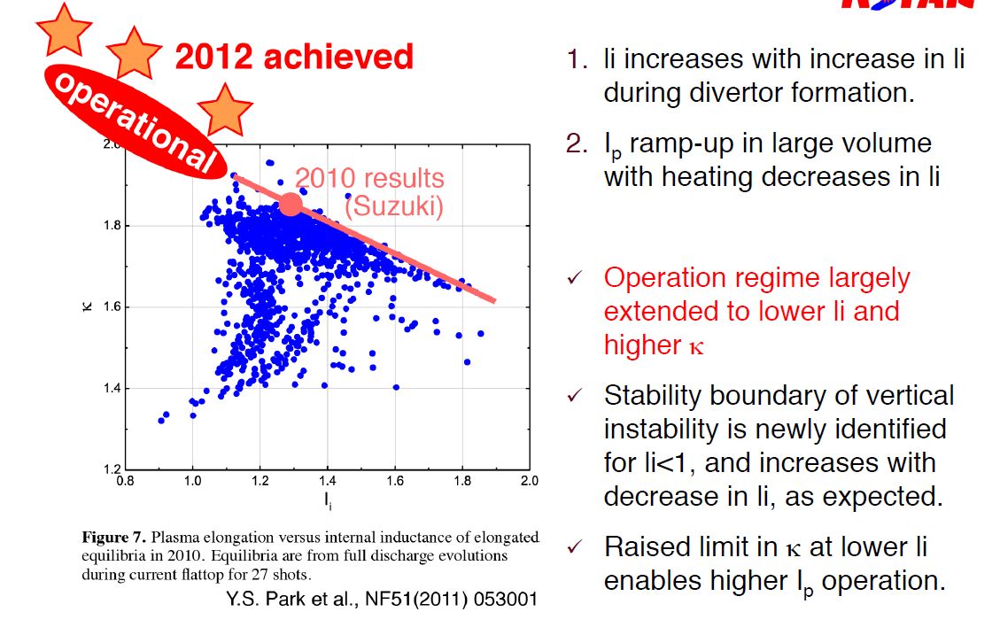 2012 achieved
operational
2010 results
(Suzuki)
2.0
1.8
1.6
1.4
1.2
κ
0.8
1.0
1.2
1.4
1.6
1.8
2.0
li
Figure 7. Plasma elongation versus internal inductance of elongated
equilibria in 2010. Equilibria are from full discharge evolutions
during current flattop for 27 shots.
Y.S. Park et al., NF51(2011) 053001
1. li increases with increase in li
during divertor formation.
2. Ip ramp-up in large volume
with heating decreases in li
✓ Operation regime largely
extended to lower li and
higher κ
✓ Stability boundary of vertical
instability is newly identified
for li<1, and increases with
decrease in li, as expected.
✓ Raised limit in κ at lower li
enables higher Ip operation.